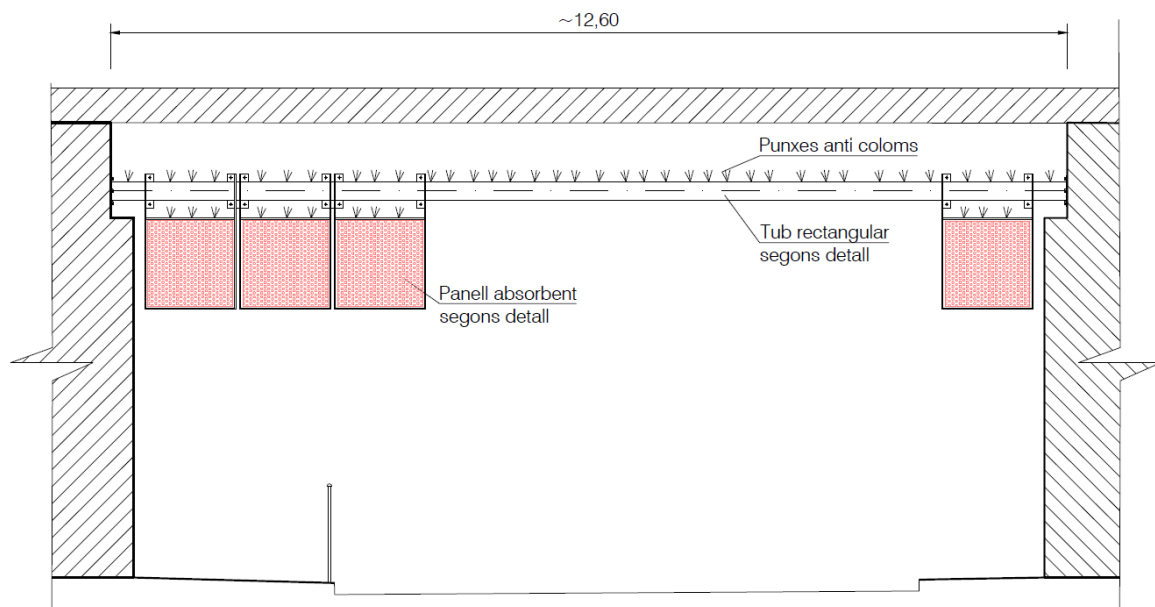 ~12,60
Punxes anti coloms
Tub rectangular
segons detall
Panell absorbent
segons detall